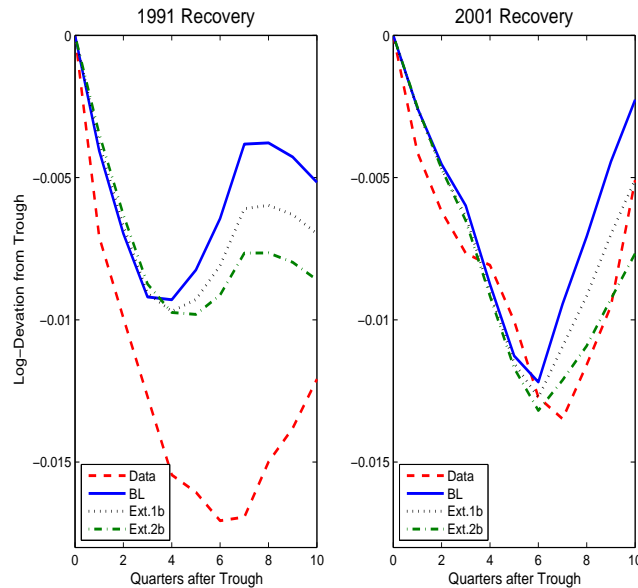 1991 Recovery
0
−0.005
−0.01
−0.015
0 2 4 6 8 10
Log−Devation from Trough
Quarters after Trough
Data
BL
Ext.1b
Ext.2b
2001 Recovery
0
−0.005
−0.01
−0.015
0 2 4 6 8 10
Quarters after Trough
Data
BL
Ext.1b
Ext.2b